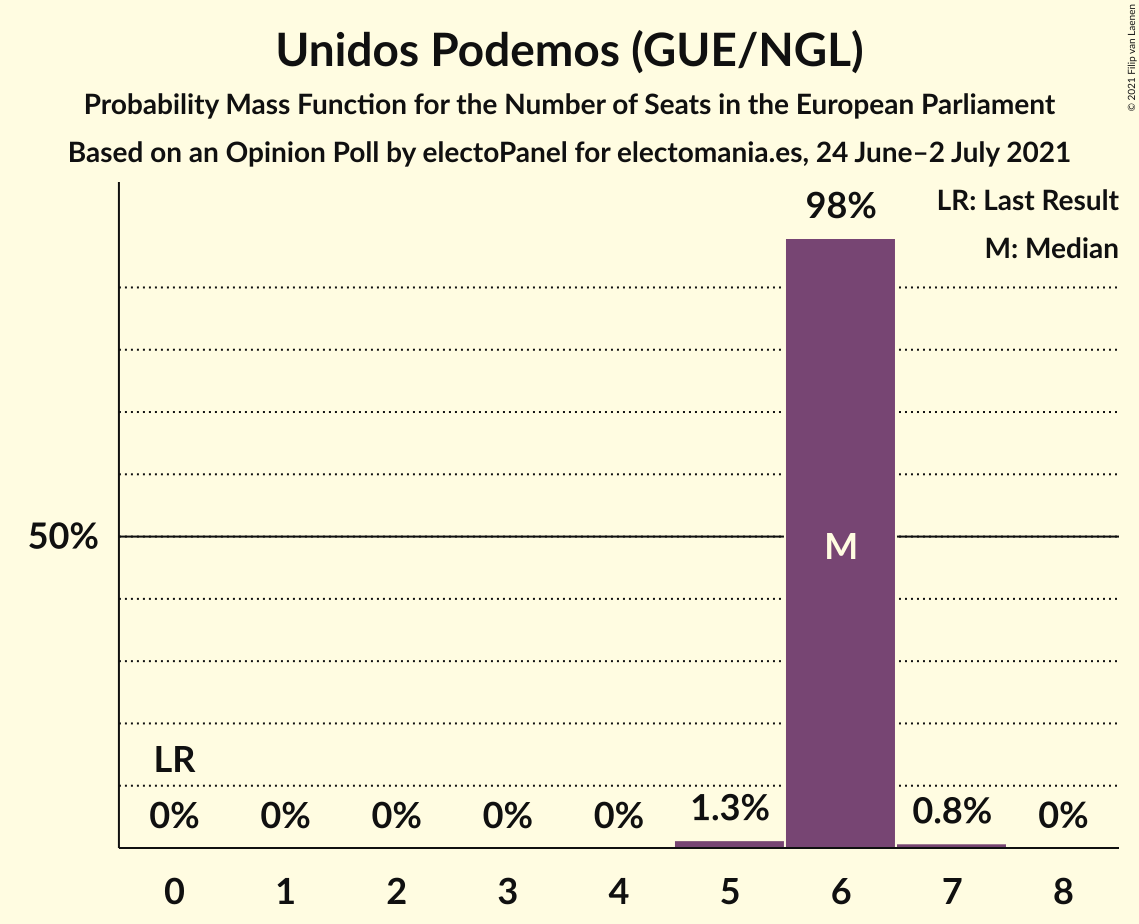 © 2021 Filip van Laenen
Unidos Podemos (GUE/NGL)
Probability Mass Function for the Number of Seats in the European Parliament
Based on an Opinion Poll by electoPanel for electomania.es, 24 June–2 July 2021
LR: Last Result
M: Median
98%
50%
M
LR
0% 0% 0% 0% 0% 1.3% 0.8% 0%
0 1 2 3 4 5 6 7 8